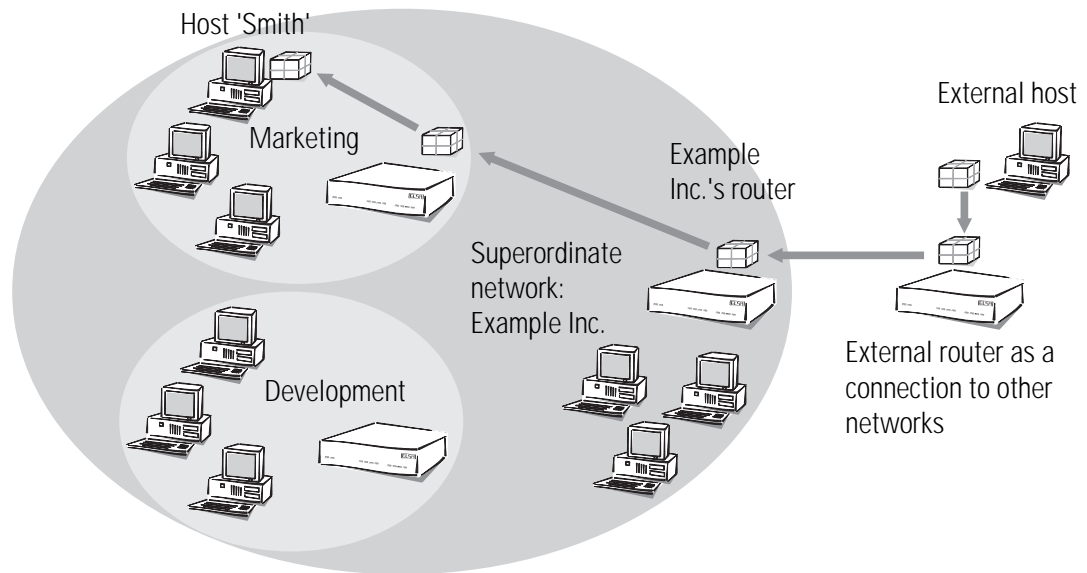 Host 'Smith'
External host
Marketing
Example
Inc.'s router
Superordinate
network:
Example Inc.
External router as a
connection to other
networks
Development